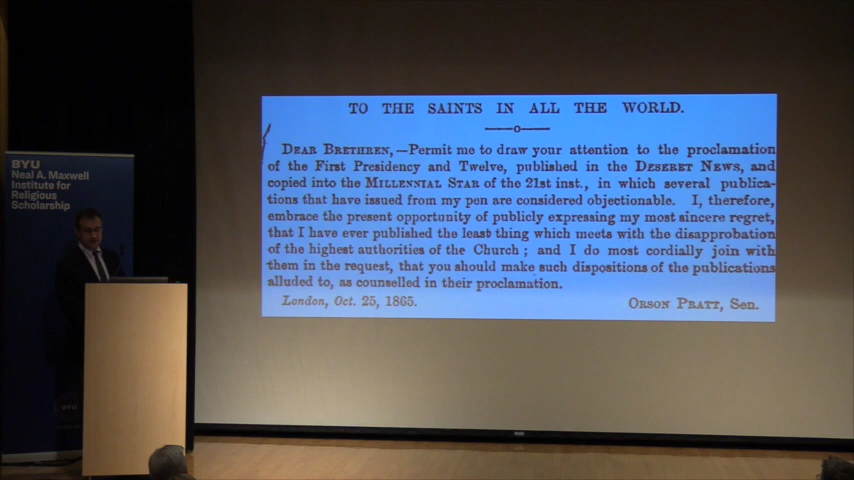 BYU
Neal A. Maxwell
Institute for
Religious
Scholarship
TO THE SAINTS IN ALL THE WORLD.
DEAR BRETHREN,—Permit me to draw your attention to the proclamation
of the First Presidency and Twelve, published in the DESERET NEWS, and
copied into the MILLENNIAL STAR of the 21st inst., in which several publica-
tions that have issued from my pen are considered objectionable. I, therefore,
embrace the present opportunity of publicly expressing my most sincere regret,
that I have ever published the least thing which meets with the disapprobation
of the highest authorities of the Church; and I do most cordially join with
them in the request, that you should make such dispositions of the publications
alluded to, as counselled in their proclamation.
London, Oct. 25, 1865.
ORSON PRATT, Sen.
BYU